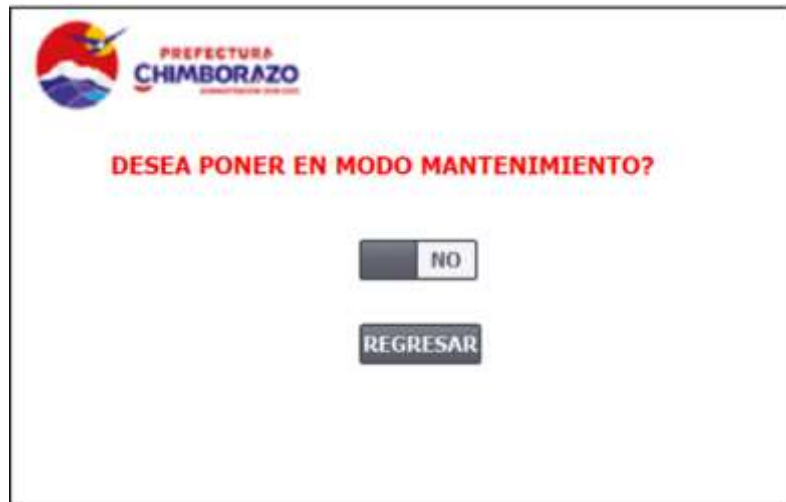 PREFECTURA
CHIMBORAZO
DESEA PONER EN MODO MANTENIMIENTO?
NO
REGRESAR